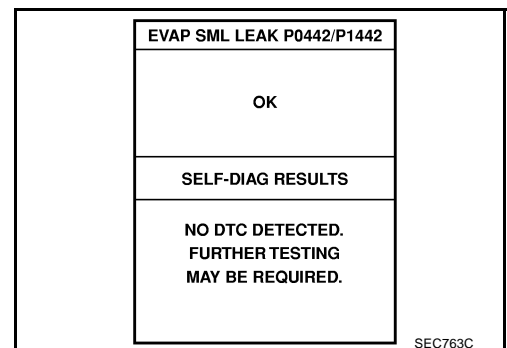 EVAP SML LEAK P0442/P1442
OK
SELF-DIAG RESULTS
NO DTC DETECTED.
FURTHER TESTING
MAY BE REQUIRED.
SEC763C